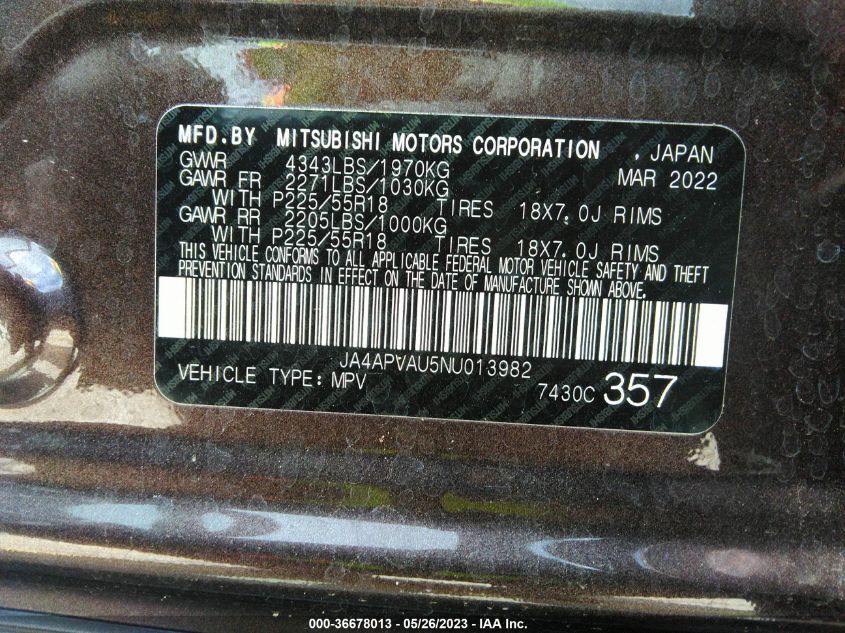 MFD.BY MITSUBISHI MOTORS CORPORATION , JAPAN
GVWR 4343LBS/1970KG MAR 2022
GAWR FR 2271LBS/1030KG
WITH P225/55R18 TIRES 18X7.0J RIMS
GAWR RR 2205LBS/1000KG
WITH P225/55R18 TIRES 18X7.0J RIMS
THIS VEHICLE CONFORMS TO ALL APPLICABLE FEDERAL MOTOR VEHICLE SAFETY AND THEFT
PREVENTION STANDARDS IN EFFECT ON THE DATE OF MANUFACTURE SHOWN ABOVE.
JA4APVAU5NU013982
VEHICLE TYPE: MPV 7430C 357
000-36678013 - 05/26/2023 - IAA Inc.